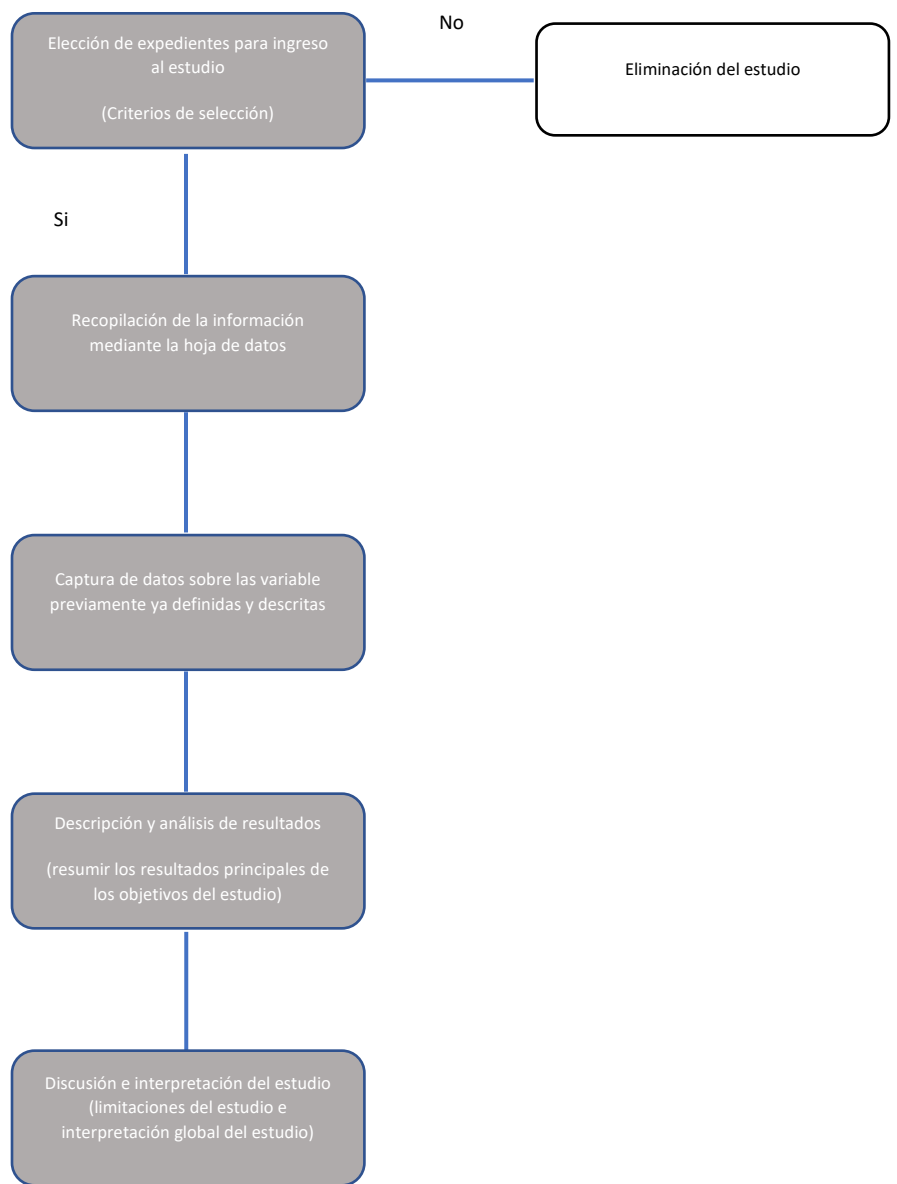 No
Elección de expedientes para ingreso
al estudio
(Criterios de selección)
Eliminación del estudio
Si
Recopilación de la información
mediante la hoja de datos
Captura de datos sobre las variable
previamente ya definidas y descritas
Descripción y análisis de resultados
(resumir los resultados principales de
los objetivos del estudio)
Discusión e interpretación del estudio
(limitaciones del estudio e
interpretación global del estudio)